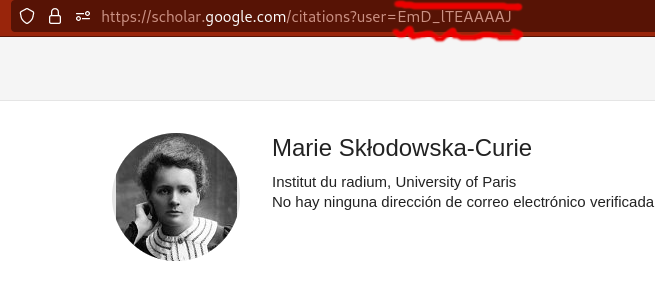 https://scholar.google.com/citations?user=EmD_lTEAAAAJ
Marie Skłodowska-Curie
Institut du radium, University of Paris
No hay ninguna dirección de correo electrónico verificada